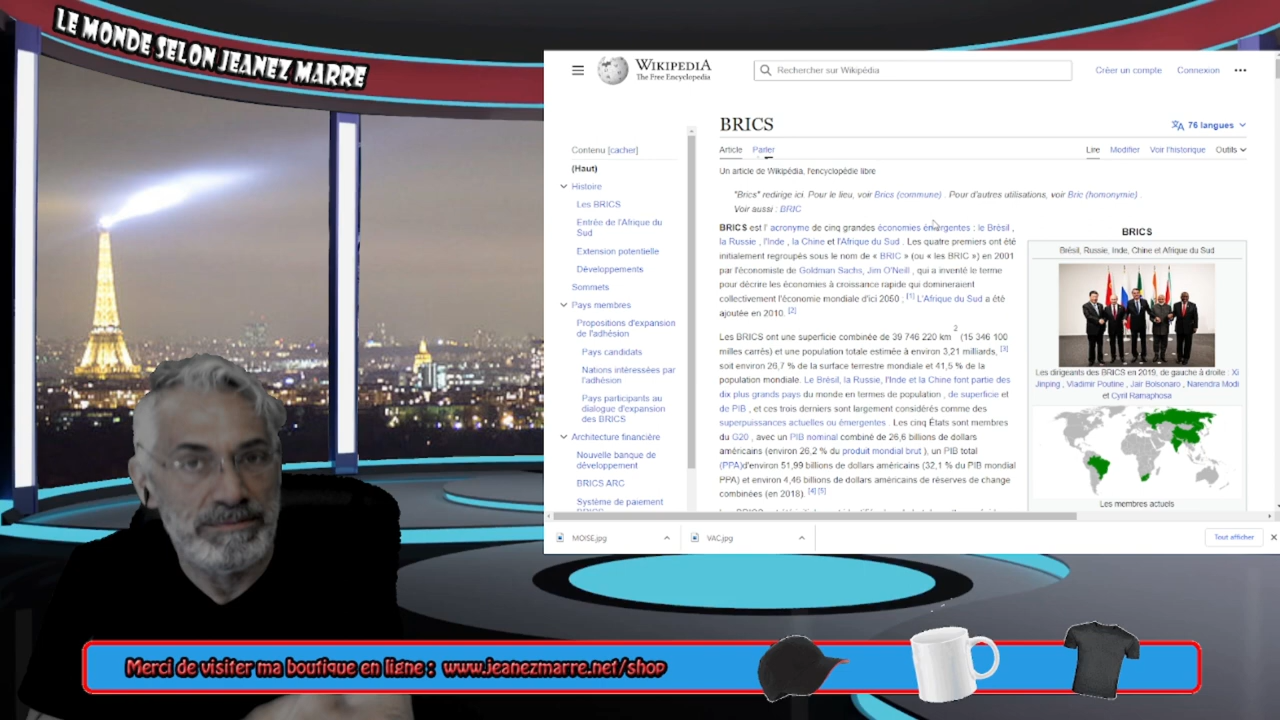 LE MONDE SELON JEANEZ MARRE
WIKIPEDIA
The Free Encyclopedia
Rechercher sur Wikipédia
Créer un compte
Connexion
BRICS
76 langues
Contenu [cacher]
(Haut)
Histoire
Les BRICS
Entrée de l'Afrique du
Sud
Extension potentielle
Développements
Sommets
Pays membres
Propositions d'expansion
de l'adhésion
Pays candidats
Nations intéressées par
l'adhésion
Pays participants au
dialogue d'expansion
des BRICS
Architecture financière
Nouvelle banque de
développement
BRICS ARC
Système de paiement
Article Parler
Lire Modifier Voir l'historique Outils
Un article de Wikipédia, l'encyclopédie libre
"Brics" redirige ici. Pour le lieu, voir Brics (commune) . Pour d'autres utilisations, voir Bric (homonymie) .
Voir aussi : BRIC
BRICS est l' acronyme de cinq grandes économies émergentes : le Brésil ,
la Russie , l'Inde , la Chine et l'Afrique du Sud . Les quatre premiers ont été
initialement regroupés sous le nom de « BRIC » (ou « les BRIC ») en 2001
par l'économiste de Goldman Sachs, Jim O'Neill , qui a inventé le terme
pour décrire les économies à croissance rapide qui domineraient
collectivement l'économie mondiale d'ici 2050 . [1] L'Afrique du Sud a été
ajoutée en 2010. [2]
Les BRICS ont une superficie combinée de 39 746 220 km 2 (15 346 100
milles carrés) et une population totale estimée à environ 3,21 milliards, [3]
soit environ 26,7 % de la surface terrestre mondiale et 41,5 % de la
population mondiale. Le Brésil, la Russie, l'Inde et la Chine font partie des
dix plus grands pays du monde en termes de population , de superficie et
de PIB , et ces trois derniers sont largement considérés comme des
superpuissances actuelles ou émergentes . Les cinq États sont membres
du G20 , avec un PIB nominal combiné de 26,6 billions de dollars
américains (environ 26,2 % du produit mondial brut ), un PIB total
(PPA)d'environ 51,99 billions de dollars américains (32,1 % du PIB mondial
PPA) et environ 4,46 billions de dollars américains de réserves de change
combinées (en 2018). [4] [5]
BRICS
Brésil, Russie, Inde, Chine et Afrique du Sud
Les dirigeants des BRICS en 2019, de gauche à droite : Xi
Jinping , Vladimir Poutine , Jair Bolsonaro , Narendra Modi
et Cyril Ramaphosa
Les membres actuels
MOISE.jpg
VAC.jpg
Tout afficher
Merci de visiter ma boutique en ligne : www.jeanezmarre.net/shop